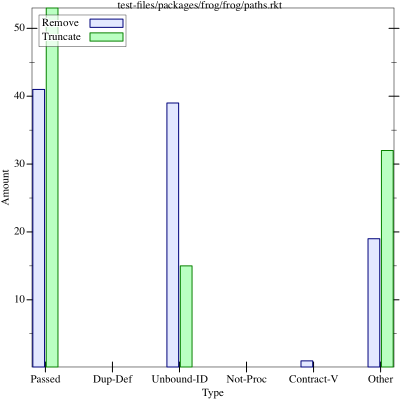 test-files/packages/frog/frog/paths.rkt
Remove
Truncate
50
40
30
20
10
Amount
Passed Dup-Def Unbound-ID Not-Proc Contract-V Other
Type